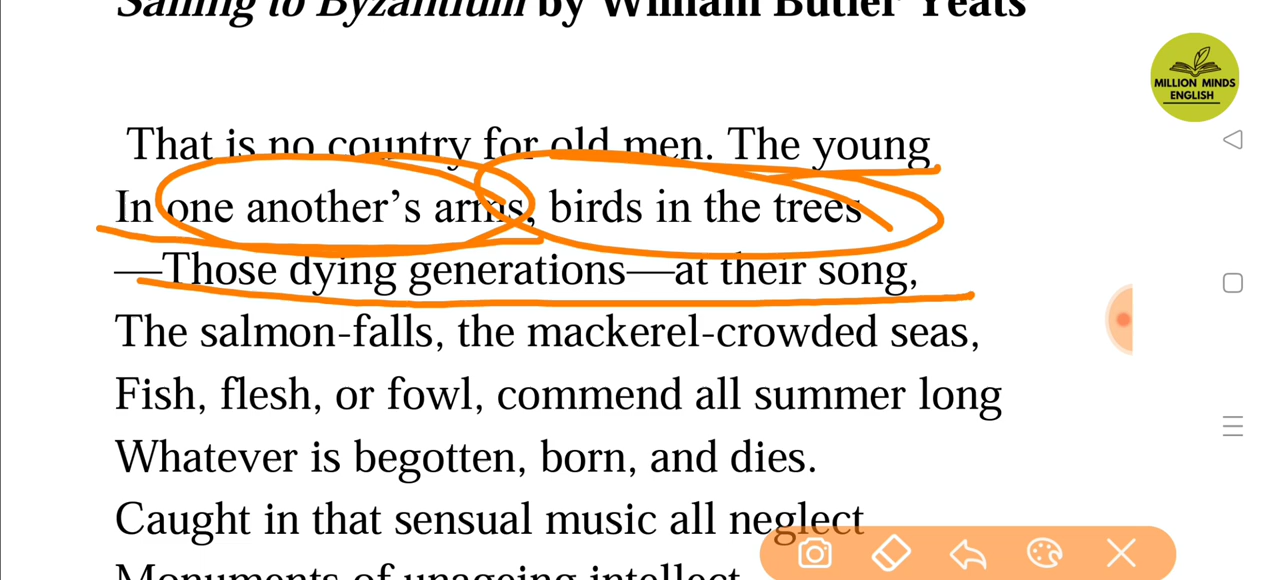 Sailing to Byzantium by William Butler Yeats
MILLION MINDS
ENGLISH
That is no country for old men. The young
In one another’s arms, birds in the trees
—Those dying generations—at their song,
The salmon-falls, the mackerel-crowded seas,
Fish, flesh, or fowl, commend all summer long
Whatever is begotten, born, and dies.
Caught in that sensual music all neglect
Monuments of unageing intellect.